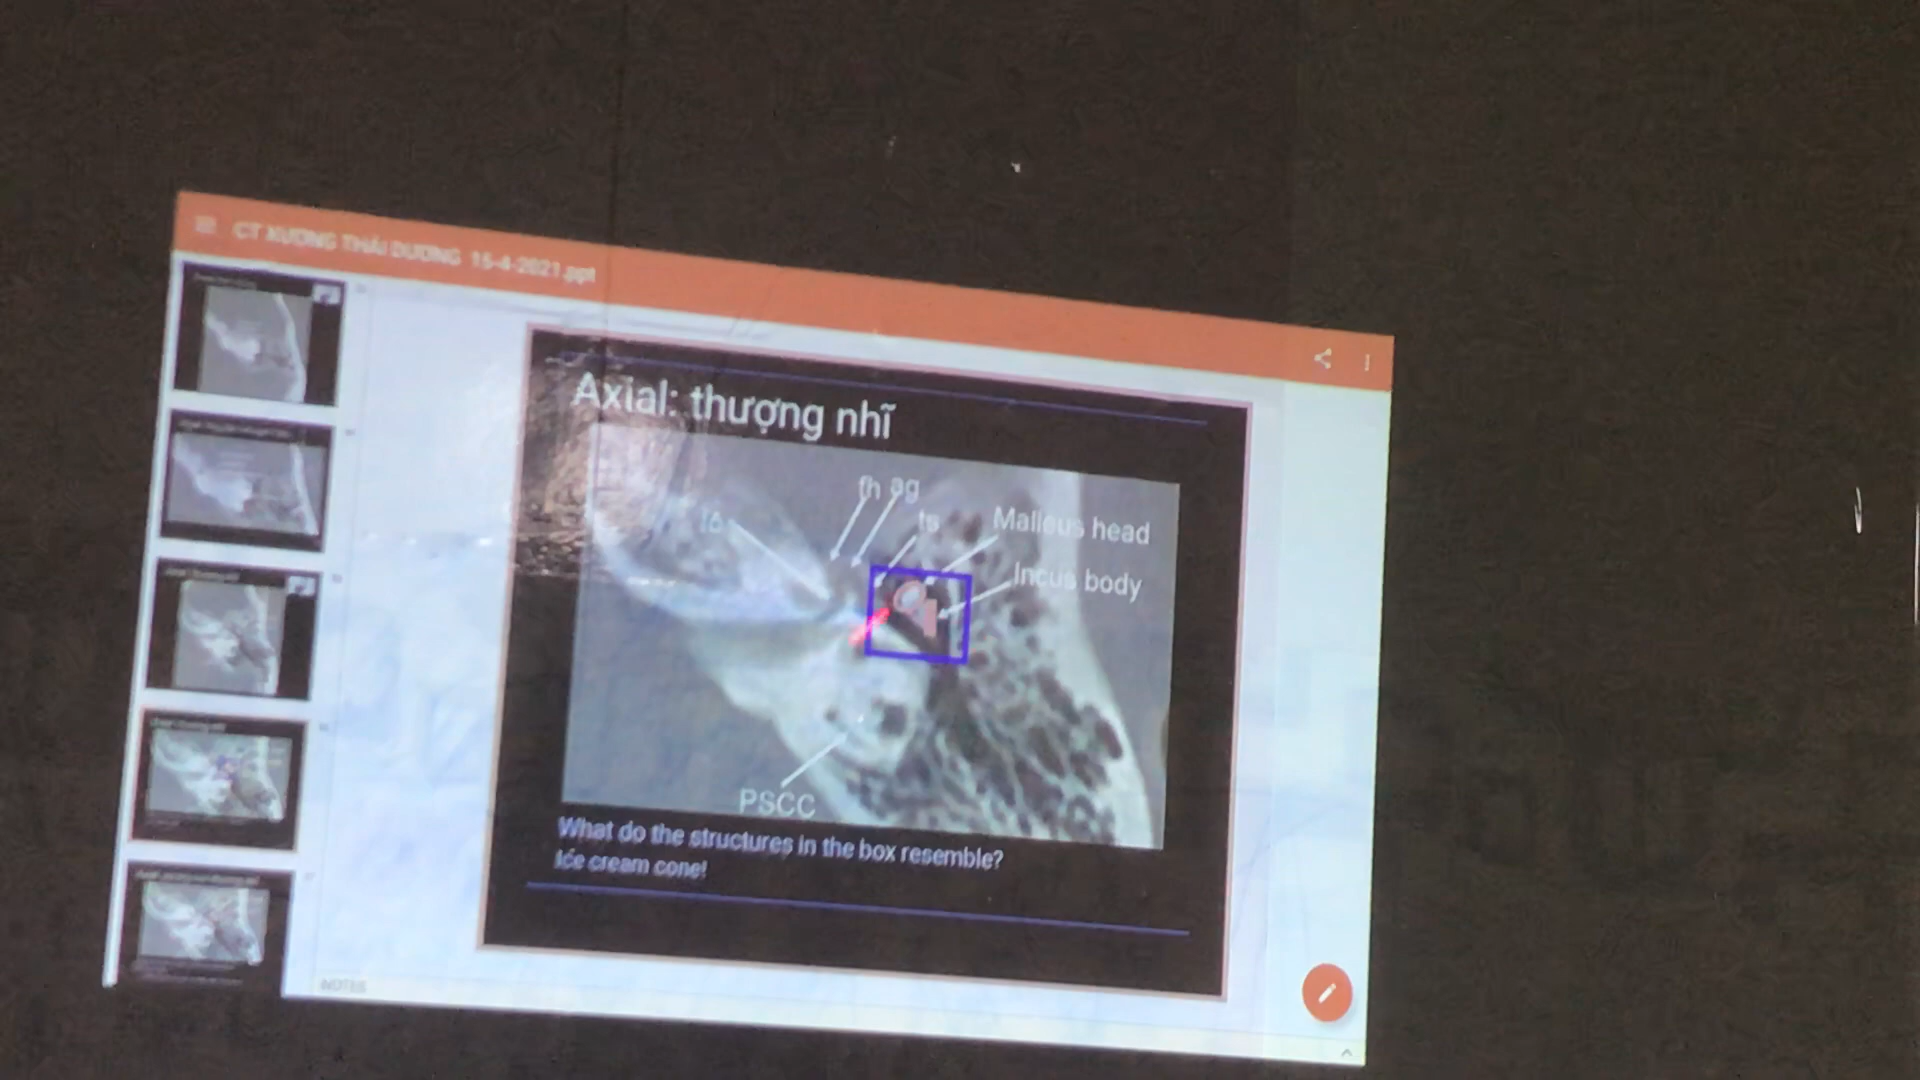 CT XƯƠNG THÁI DƯƠNG 15-4-2021.ppt
Axial: thượng nhĩ
fh ag
ts
Malleus head
Incus body
PSCC
What do the structures in the box resemble?
Ice cream cone!
NOTES